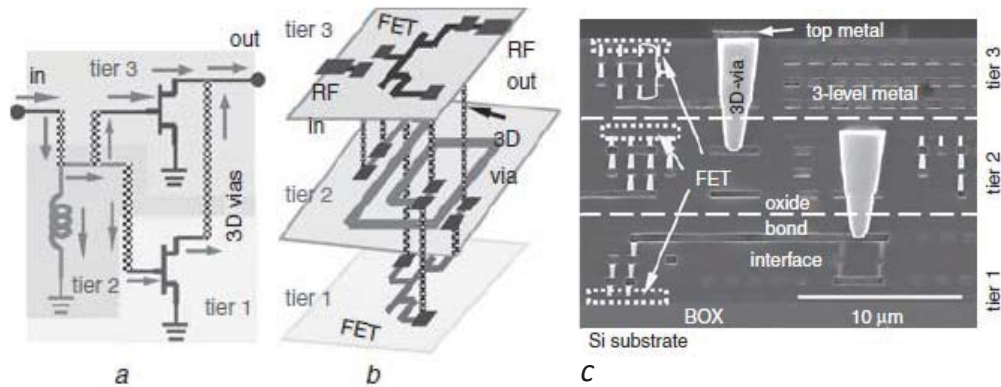 in
tier 3
out
tier 2
3D vias
tier 1
a
tier 3
FET
RF
out
RF
in
3D
via
tier 2
tier 1
FET
b
top metal
3D-via
3-level metal
FET
oxide
bond
interface
BOX
10 µm
Si substrate
tier 3
tier 2
tier 1
c